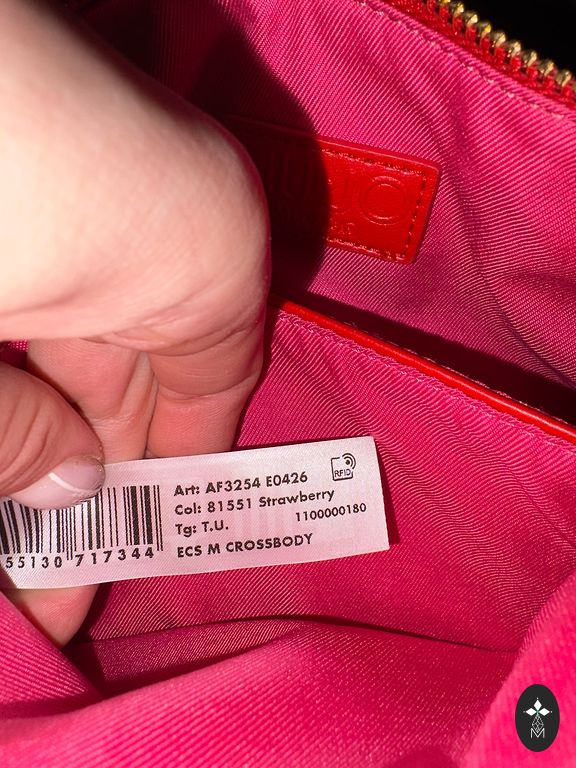 Art: AF3254 E0426
RFID
Col: 81551 Strawberry
Tg: T.U.
1100000180
ECS M CROSSBODY
55130 717344
M